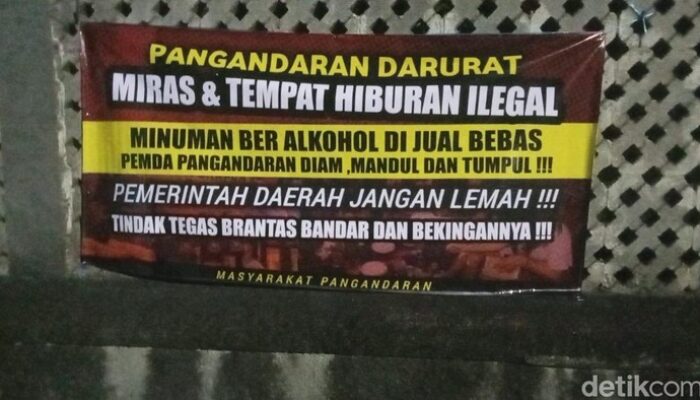 PANGANDARAN DARURAT
MIRAS & TEMPAT HIBURAN ILEGAL
MINUMAN BER ALKOHOL DI JUAL BEBAS
PEMDA PANGANDARAN DIAM ,MANDUL DAN TUMPUL !!!
PEMERINTAH DAERAH JANGAN LEMAH !!!
TINDAK TEGAS BRANTAS BANDAR DAN BEKINGANNYA !!!
MASYARAKAT PANGANDARAN
detikcom